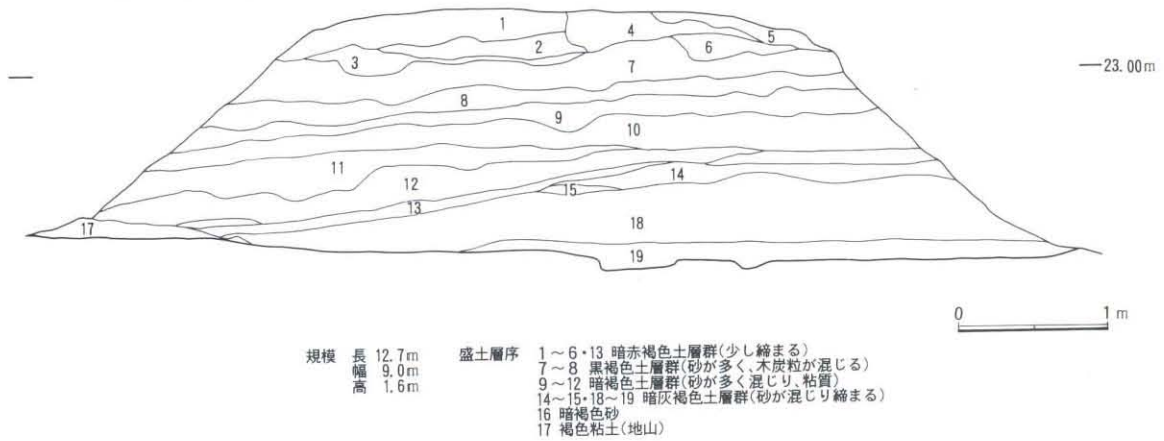 1
4
5
2
6
3
7
23.00m
8
9
10
11
14
12
15
13
17
18
19
0 1 m
規模 長 12.7m
幅 9.0m
高 1.6m
盛土層序 1～6・13 暗赤褐色土層群(少し締まる)
7～8 黒褐色土層群(砂が多く、木炭粒が混じる)
9～12 暗褐色土層群(砂が多く混じり、粘質)
14～15・18～19 暗灰褐色土層群(砂が混じり締まる)
16 暗褐色砂
17 褐色粘土(地山)